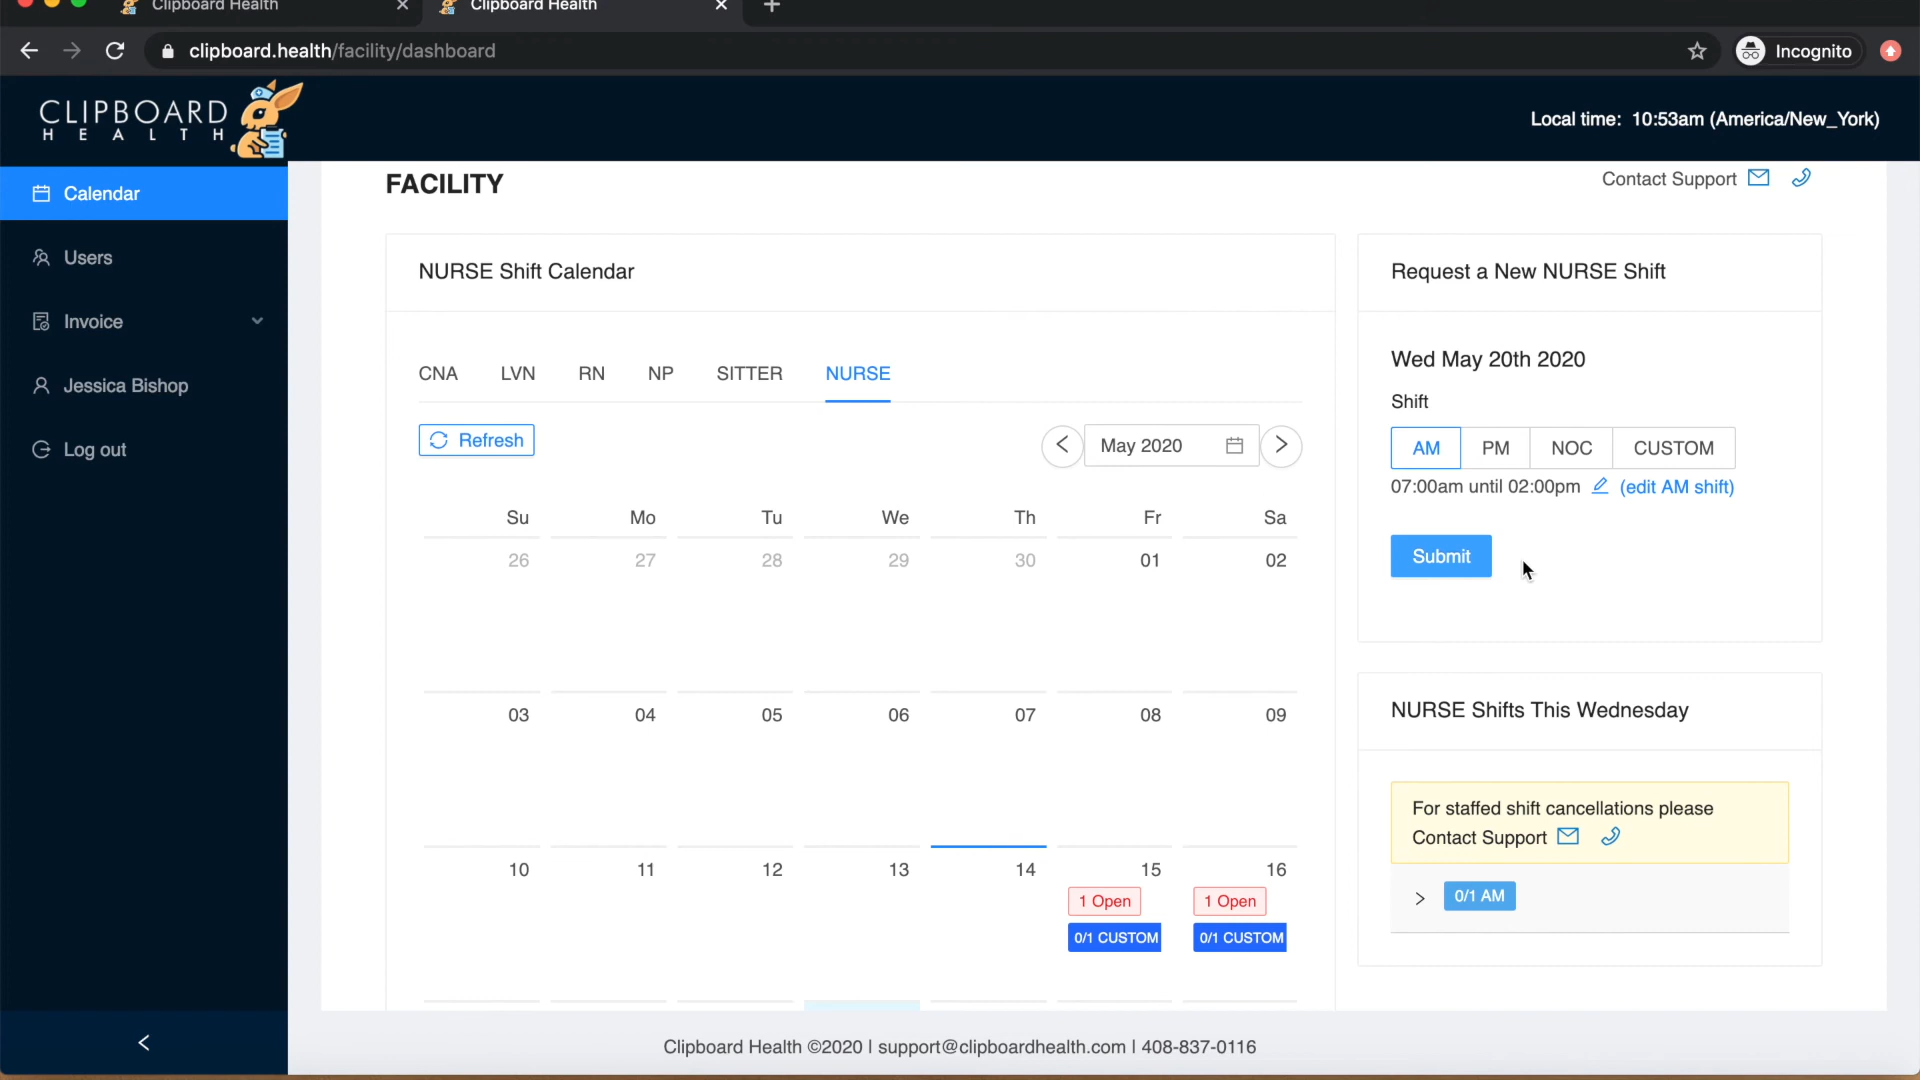 Clipboard Health
Clipboard Health
clipboard.health/facility/dashboard
Incognito
CLIPBOARD
HEALTH
Local time: 10:53am (America/New_York)
Calendar
Users
Invoice
Jessica Bishop
Log out
FACILITY
Contact Support
NURSE Shift Calendar
CNA LVN RN NP SITTER NURSE
Refresh
May 2020
Su Mo Tu We Th Fr Sa
26 27 28 29 30 01 02
03 04 05 06 07 08 09
10 11 12 13 14 15 16
1 Open 1 Open
0/1 CUSTOM 0/1 CUSTOM
Request a New NURSE Shift
Wed May 20th 2020
Shift
AM PM NOC CUSTOM
07:00am until 02:00pm (edit AM shift)
Submit
NURSE Shifts This Wednesday
For staffed shift cancellations please
Contact Support
0/1 AM
Clipboard Health ©2020 | support@clipboardhealth.com | 408-837-0116